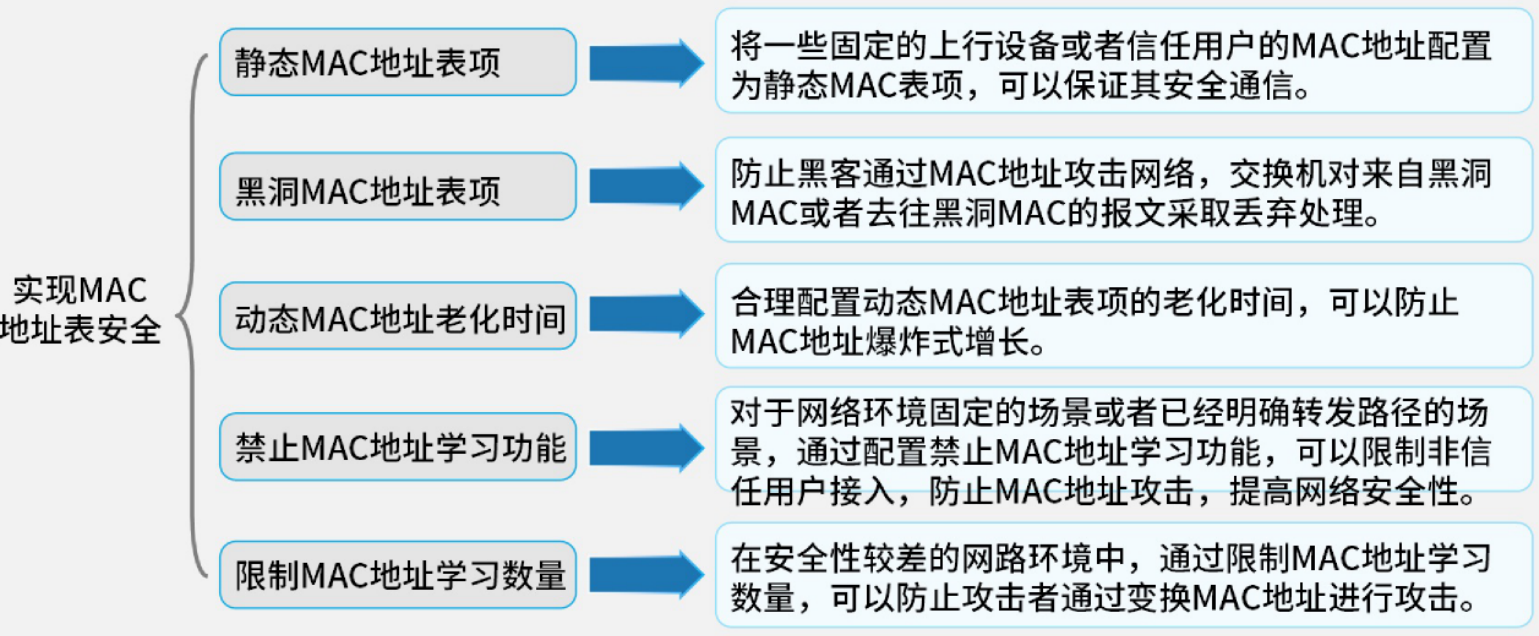 实现MAC
地址表安全
静态MAC地址表项
将一些固定的上行设备或者信任用户的MAC地址配置
为静态MAC表项，可以保证其安全通信。
黑洞MAC地址表项
防止黑客通过MAC地址攻击网络，交换机对来自黑洞
MAC或者去往黑洞MAC的报文采取丢弃处理。
动态MAC地址老化时间
合理配置动态MAC地址表项的老化时间，可以防止
MAC地址爆炸式增长。
禁止MAC地址学习功能
对于网络环境固定的场景或者已经明确转发路径的场
景，通过配置禁止MAC地址学习功能，可以限制非信
任用户接入，防止MAC地址攻击，提高网络安全性。
限制MAC地址学习数量
在安全性较差的网路环境中，通过限制MAC地址学习
数量，可以防止攻击者通过变换MAC地址进行攻击。